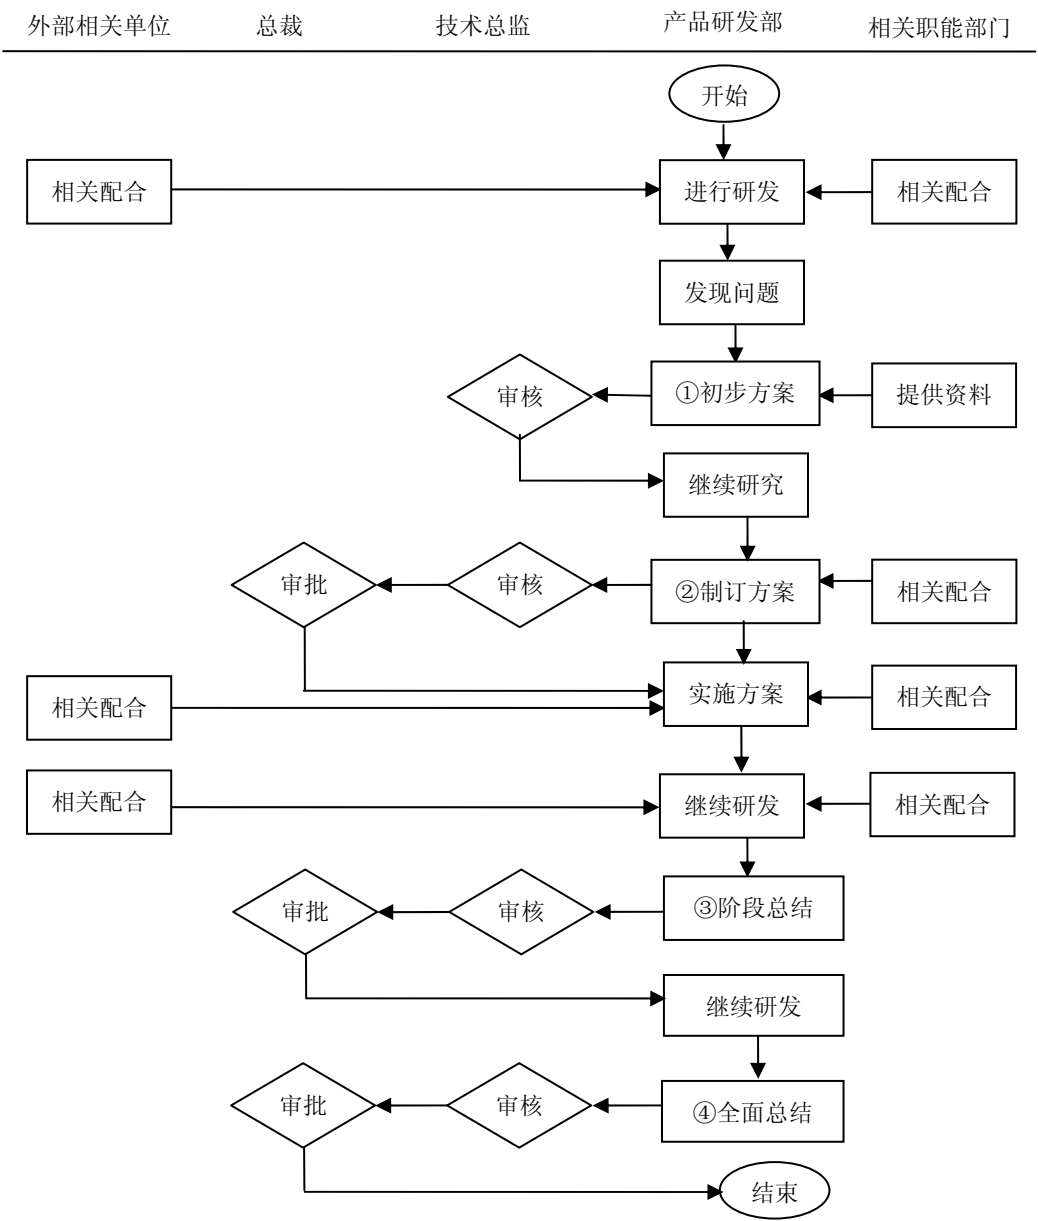 外部相关单位 总裁 技术总监 产品研发部 相关职能部门
开始
相关配合 进行研发 相关配合
发现问题
审核 ①初步方案 提供资料
继续研究
审批 审核 ②制订方案 相关配合
相关配合 实施方案 相关配合
相关配合 继续研发 相关配合
审批 审核 ③阶段总结
继续研发
审批 审核 ④全面总结
结束